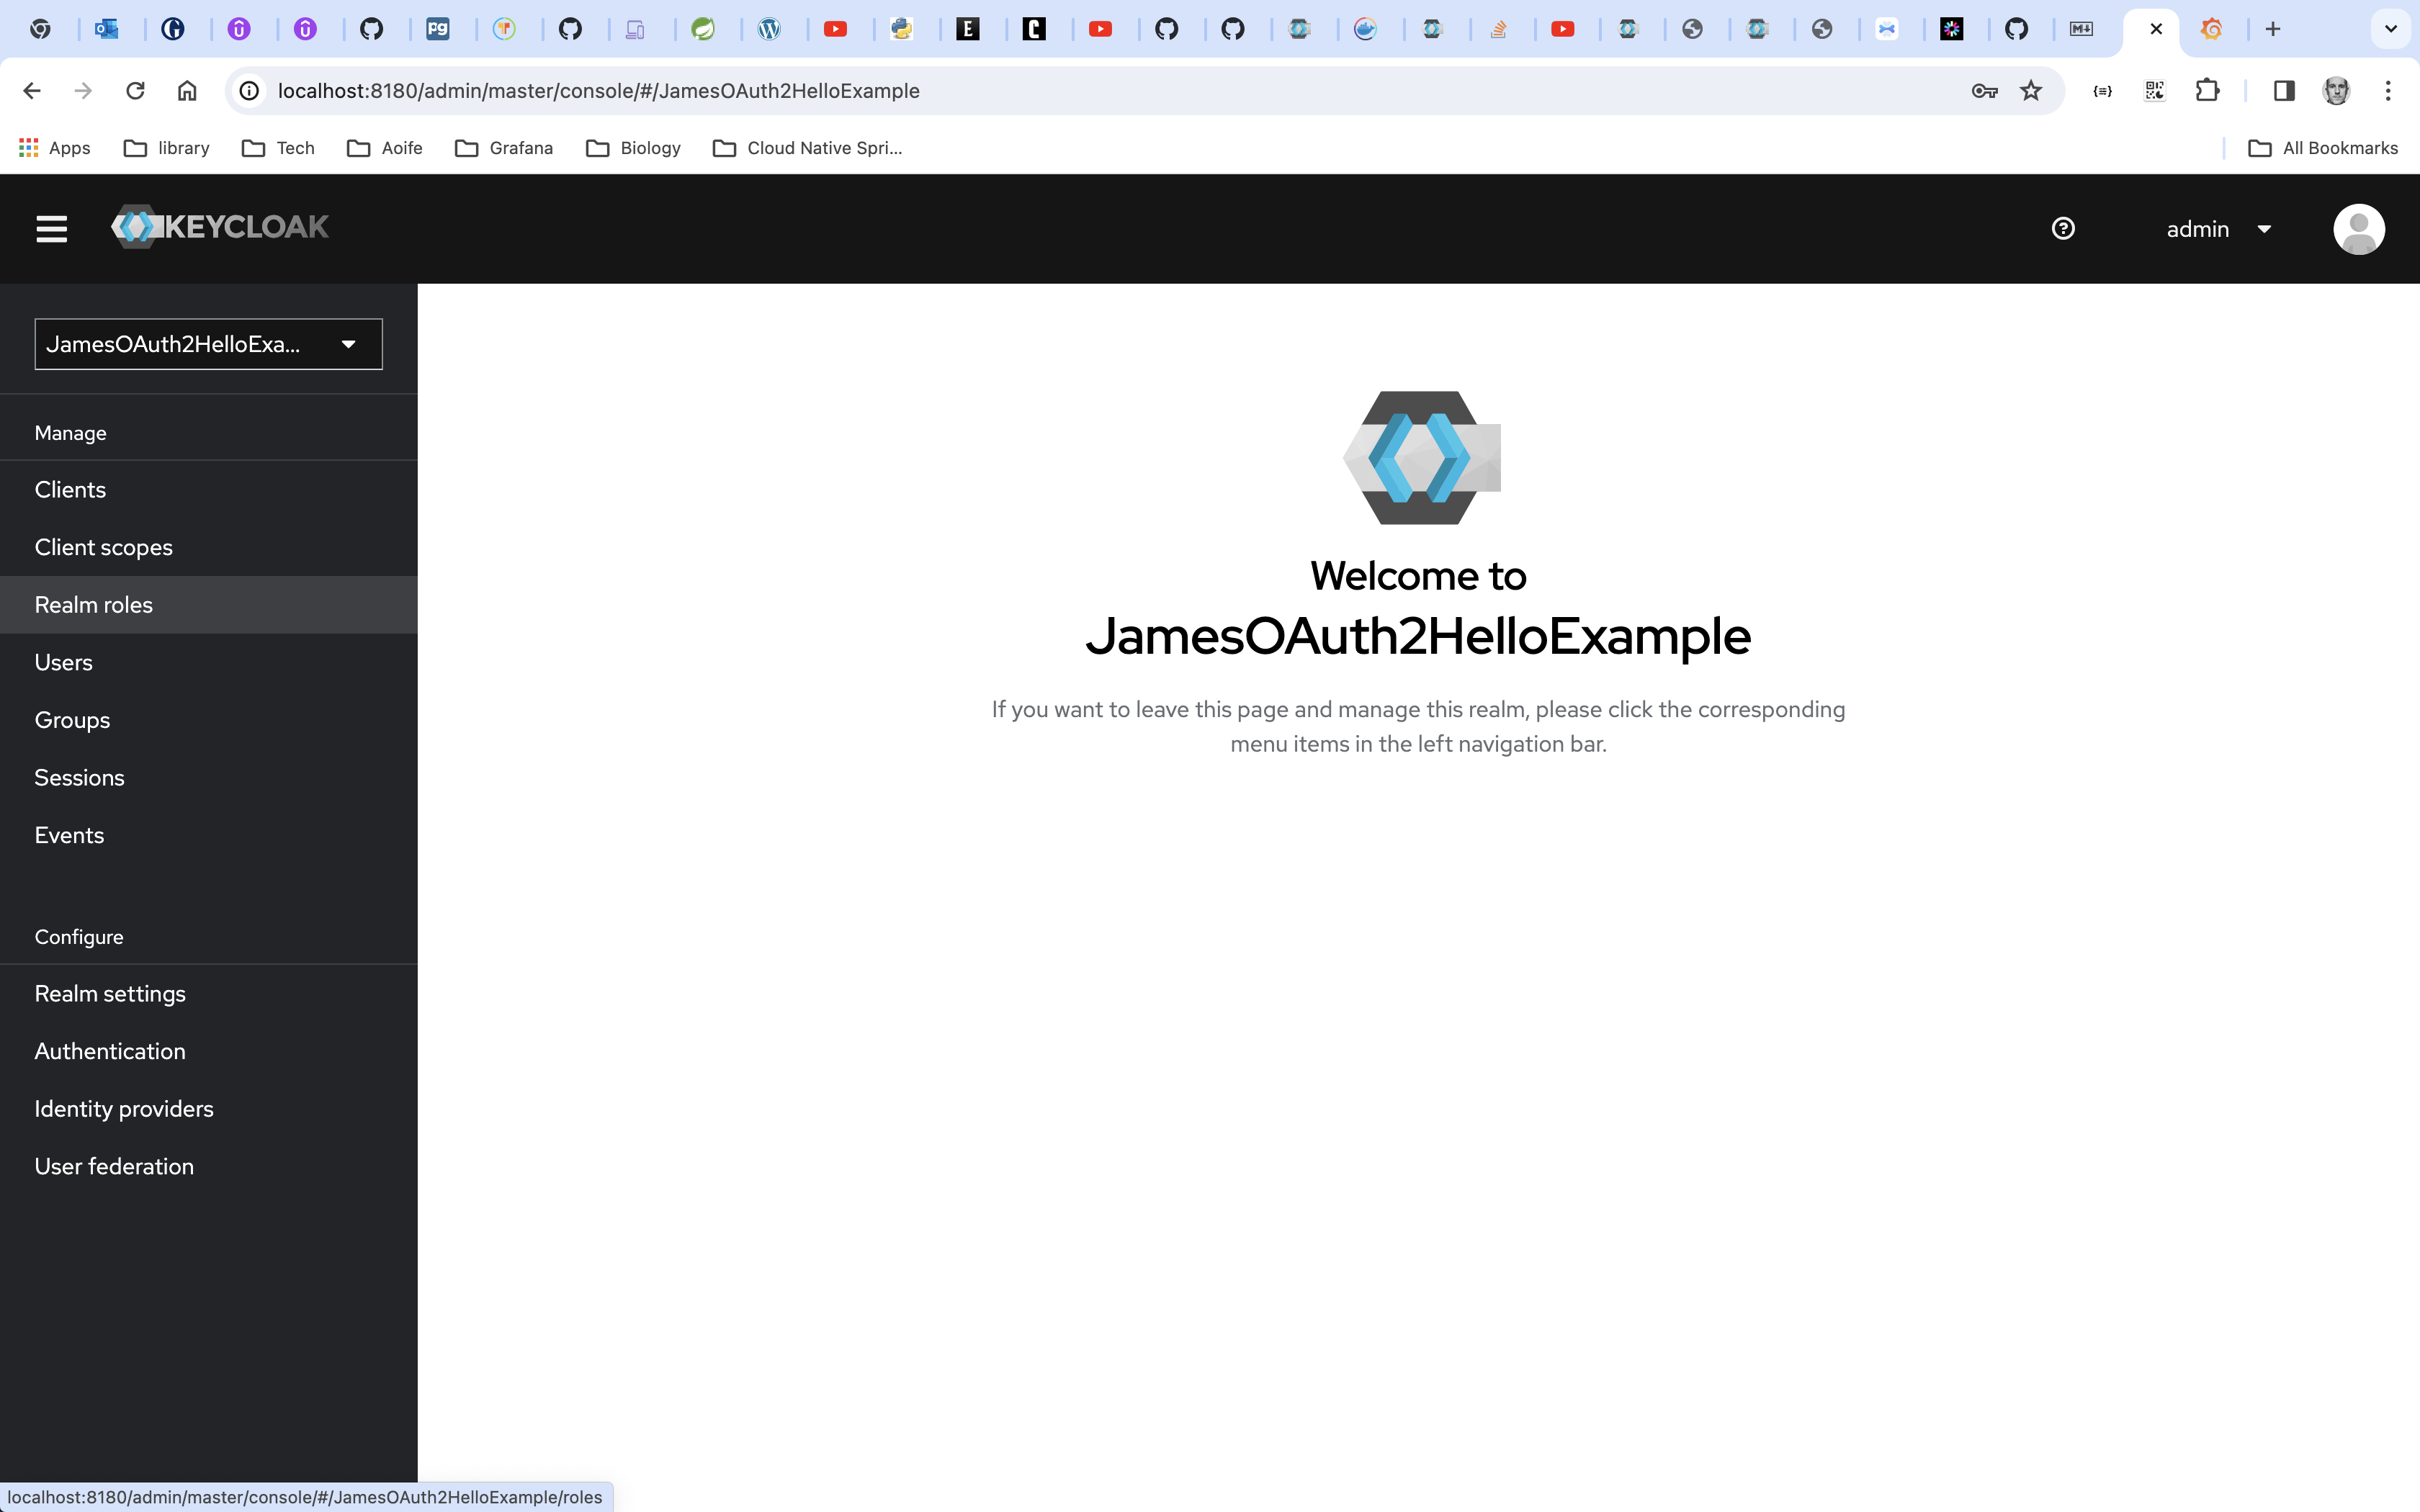 pg
E
C
M
localhost:8180/admin/master/console/#/JamesOAuth2HelloExample
Apps
library
Tech
Aoife
Grafana
Biology
Cloud Native Spri...
All Bookmarks
KEYCLOAK
admin
JamesOAuth2HelloExa...
Manage
Clients
Client scopes
Realm roles
Users
Groups
Sessions
Events
Configure
Realm settings
Authentication
Identity providers
User federation
Welcome to
JamesOAuth2HelloExample
If you want to leave this page and manage this realm, please click the corresponding
menu items in the left navigation bar.
localhost:8180/admin/master/console/#/JamesOAuth2HelloExample/roles